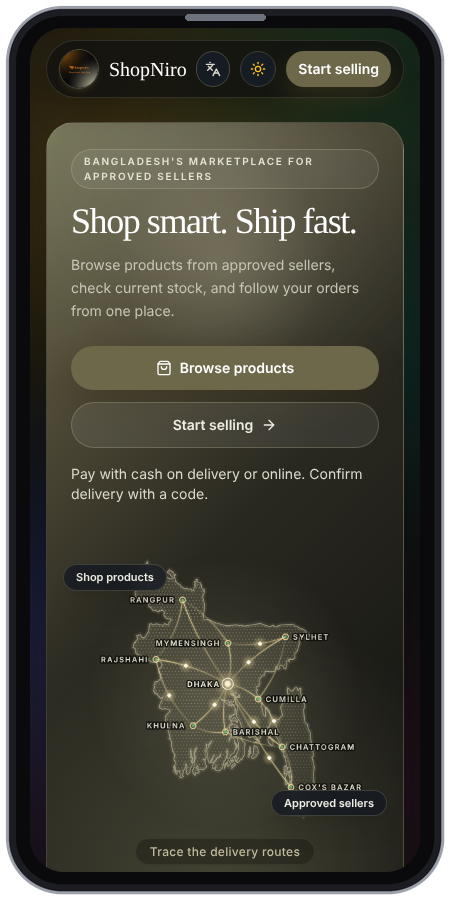 ShopNiro
Start selling
BANGLADESH'S MARKETPLACE FOR
APPROVED SELLERS
Shop smart. Ship fast.
Browse products from approved sellers,
check current stock, and follow your orders
from one place.
Browse products
Start selling
Pay with cash on delivery or online. Confirm
delivery with a code.
Shop products
RANGPUR
MYMENSINGH
SYLHET
RAJSHAHI
DHAKA
CUMILLA
KHULNA
BARISHAL
CHATTOGRAM
COX'S BAZAR
Approved sellers
Trace the delivery routes